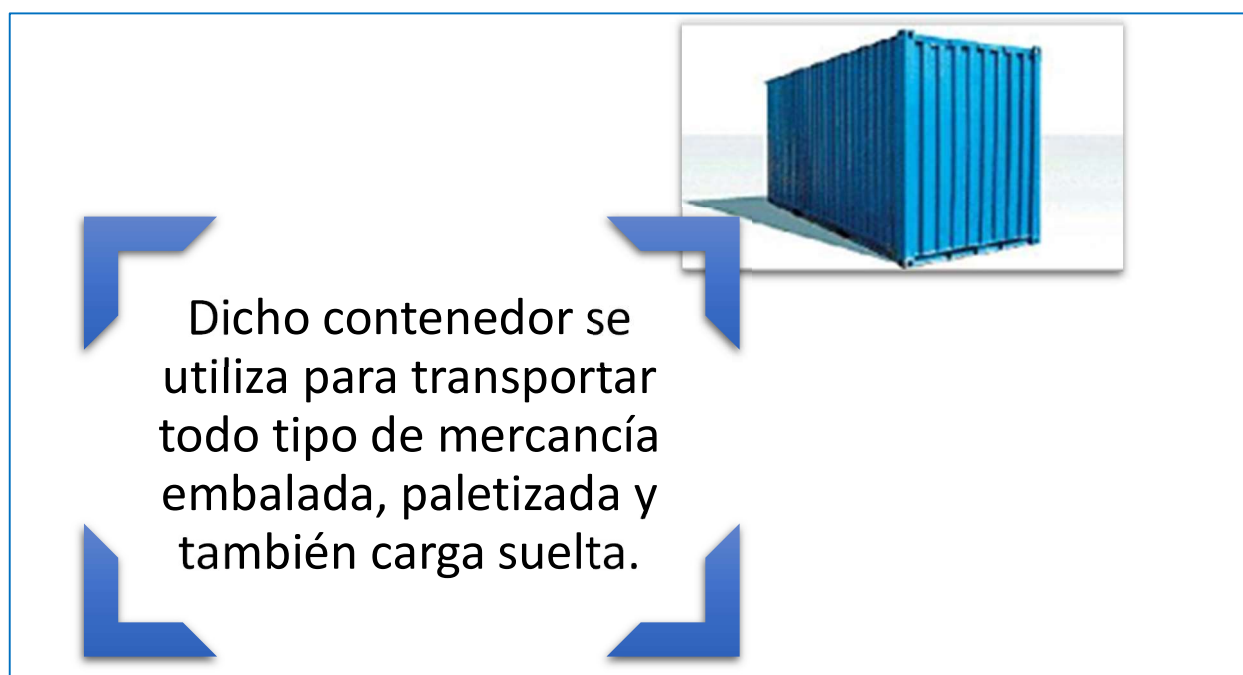 Dicho contenedor se
utiliza para transportar
todo tipo de mercancía
embalada, paletizada y
también carga suelta.